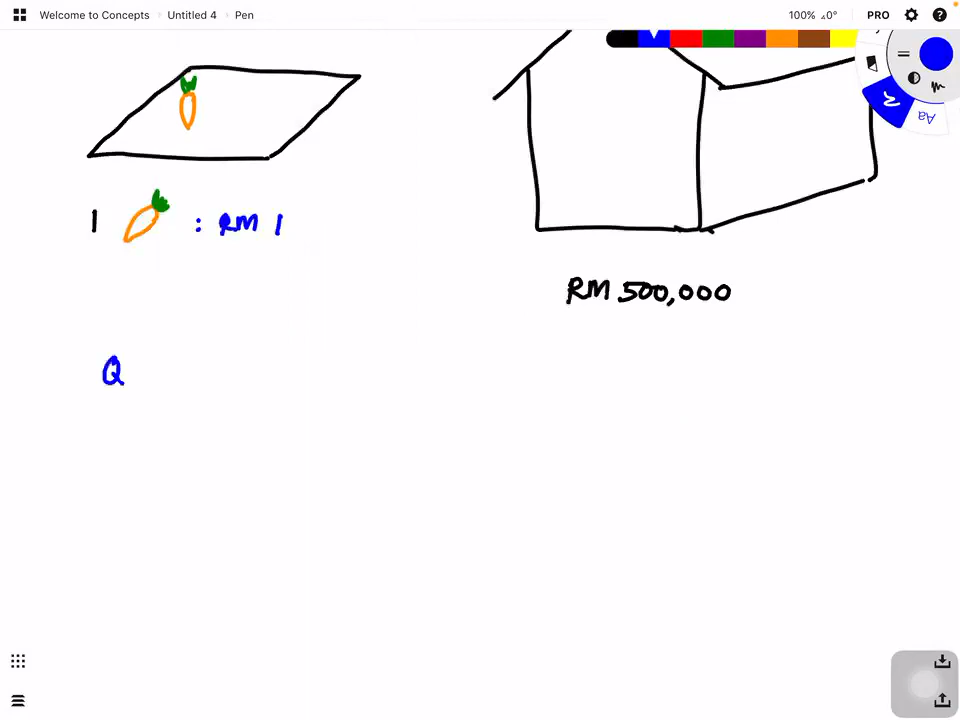 Welcome to Concepts › Untitled 4 › Pen
100% ⊿0° PRO
Aa
1 : RM 1
RM 500,000
Q